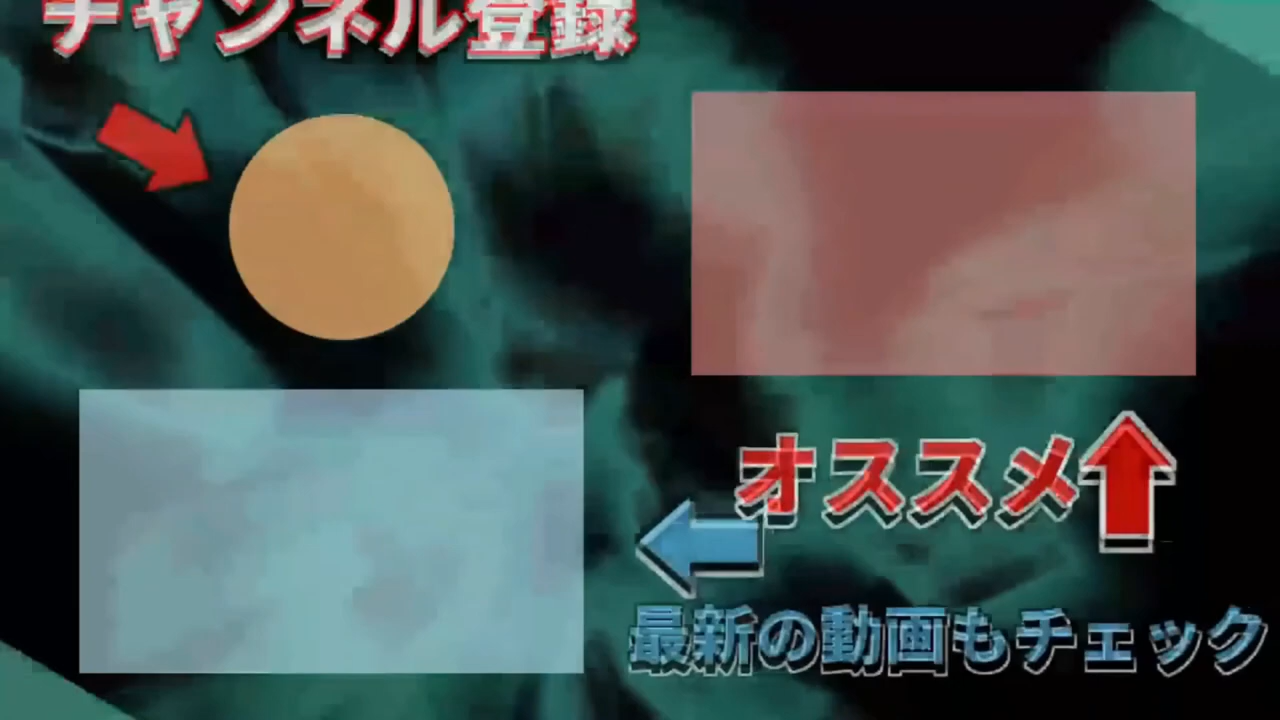 チャンネル登録
オススメ
最新の動画もチェック